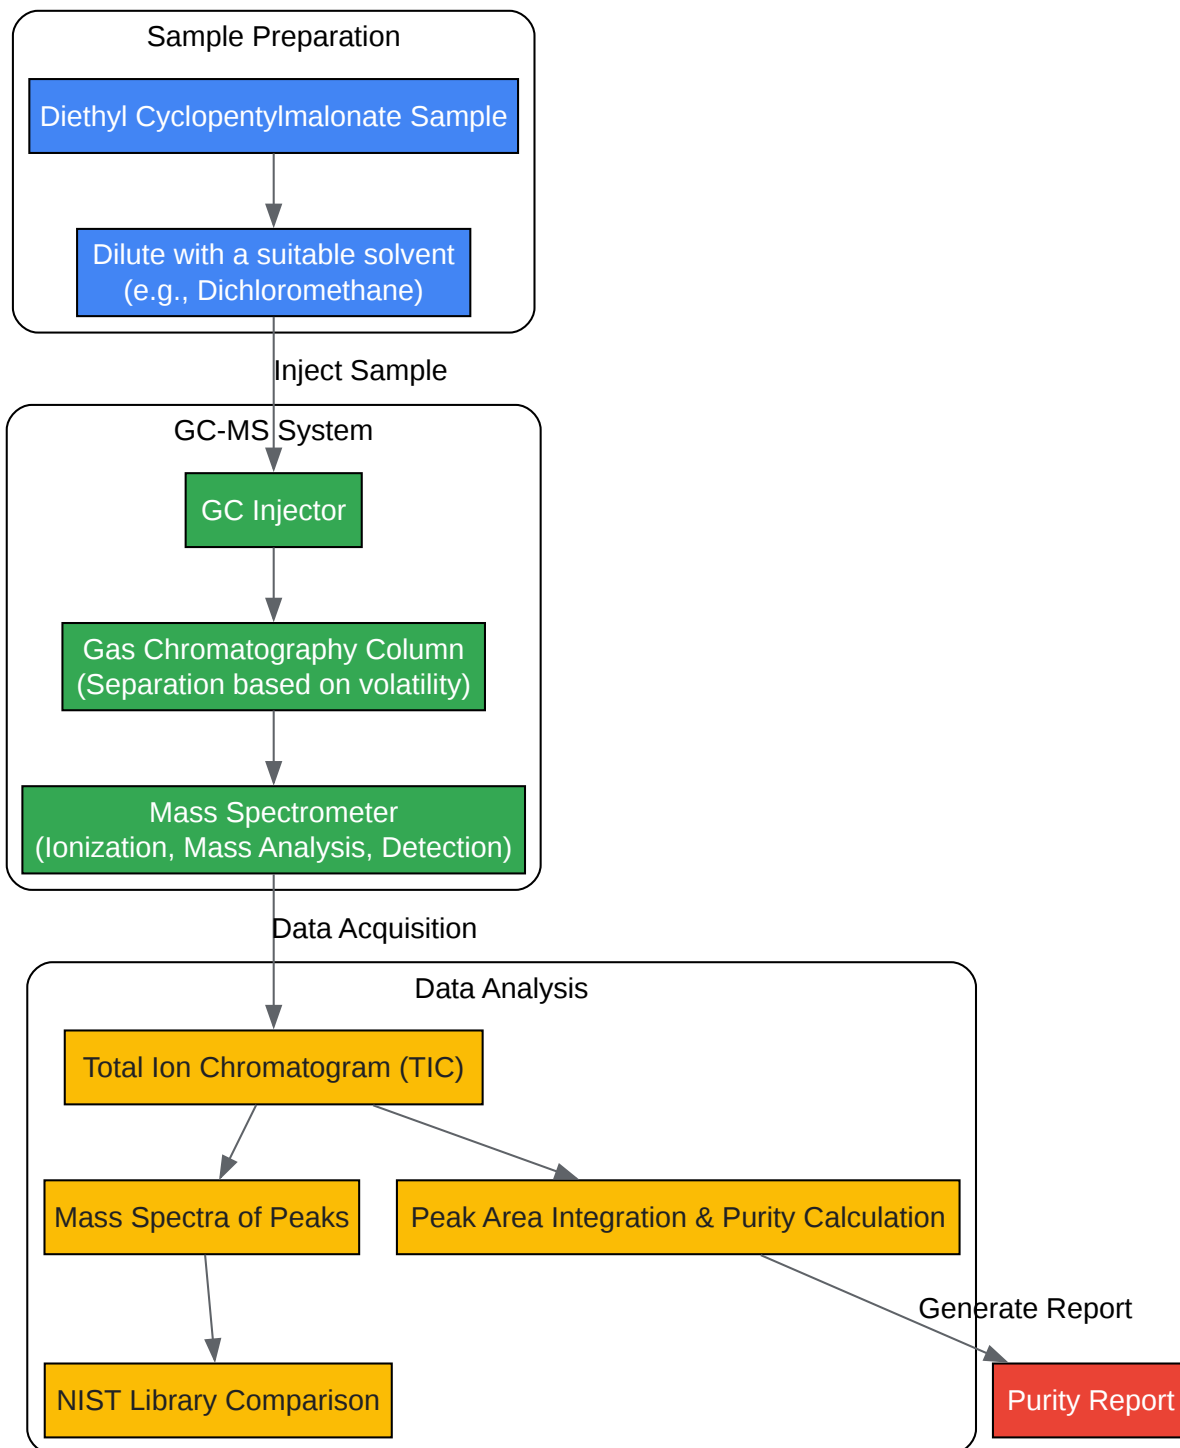 Sample Preparation
Diethyl Cyclopentylmalonate Sample
Dilute with a suitable solvent
(e.g., Dichloromethane)
Inject Sample
GC-MS System
GC Injector
Gas Chromatography Column
(Separation based on volatility)
Mass Spectrometer
(Ionization, Mass Analysis, Detection)
Data Acquisition
Data Analysis
Total Ion Chromatogram (TIC)
Mass Spectra of Peaks
Peak Area Integration & Purity Calculation
Generate Report
NIST Library Comparison
Purity Report